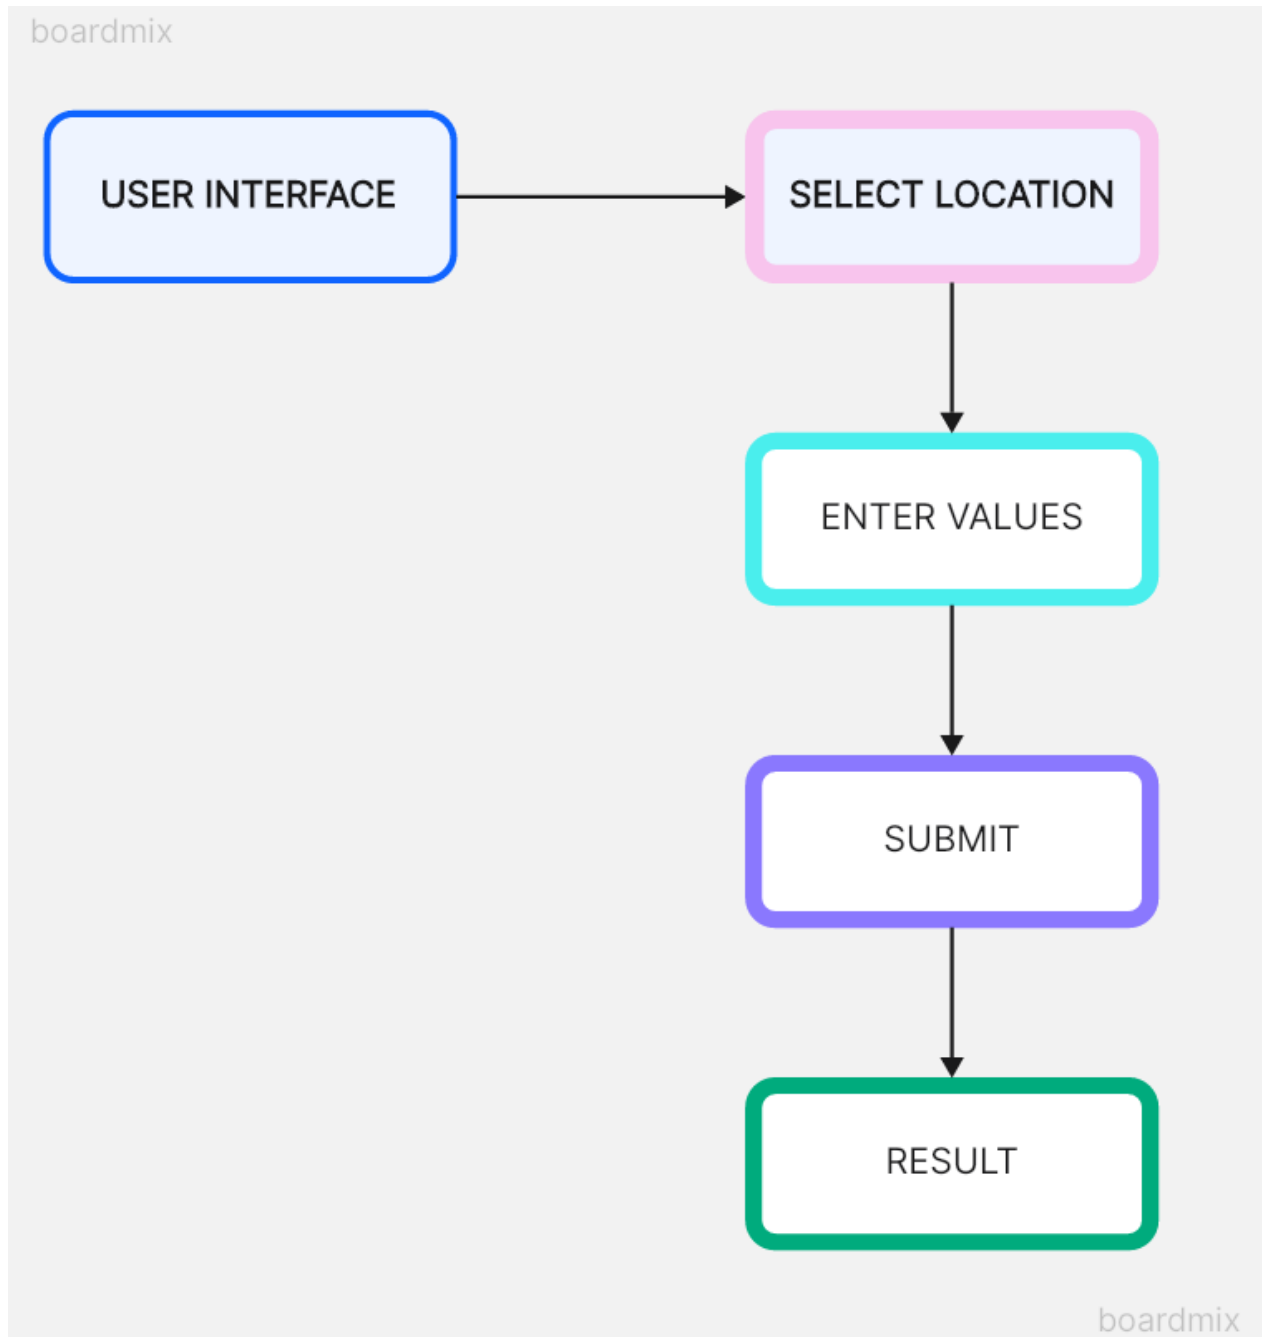 boardmix
USER INTERFACE
SELECT LOCATION
ENTER VALUES
SUBMIT
RESULT
boardmix